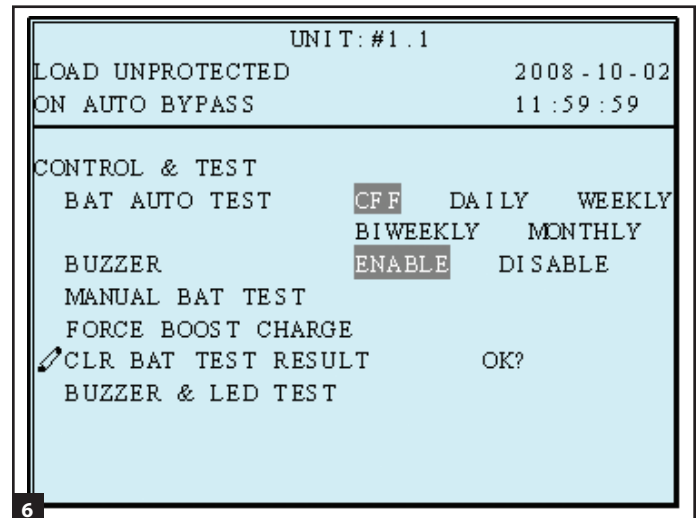 UNIT:#1.1
LOAD UNPROTECTED 2008-10-02
ON AUTO BYPASS 11:59:59
CONTROL & TEST
BAT AUTO TEST CFF DAILY WEEKLY
BIWEEKLY MONTHLY
BUZZER ENABLE DISABLE
MANUAL BAT TEST
FORCE BOOST CHARGE
CLR BAT TEST RESULT OK?
BUZZER & LED TEST
6